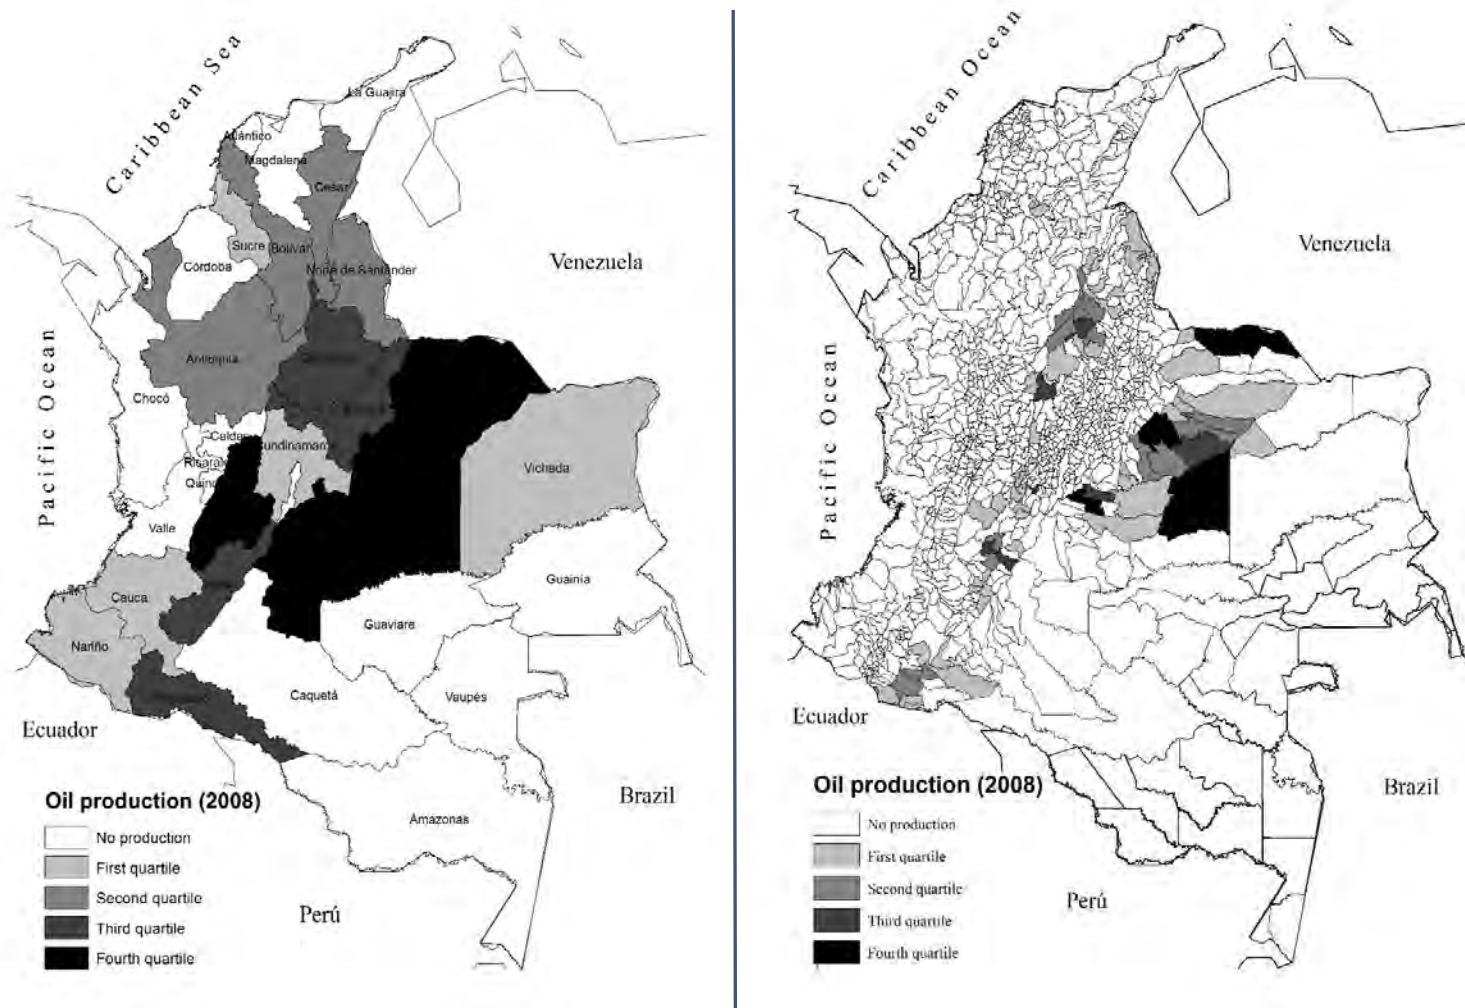 Caribbean Sea
La Guajira
Atlántico
Magdalena
Cesar
Sucre
Bolívar
Córdoba
Norte de Santander
Venezuela
Antioquia
Pacific Ocean
Chocó
Caldas
Cundinamarca
Risaralda
Quindío
Vichada
Valle
Guainía
Cauca
Guaviare
Nariño
Caquetá
Vaupés
Ecuador
Brazil
Amazonas
Perú
Oil production (2008)
No production
First quartile
Second quartile
Third quartile
Fourth quartile
Caribbean Ocean
Venezuela
Pacific Ocean
Ecuador
Brazil
Perú
Oil production (2008)
No production
First quartile
Second quartile
Third quartile
Fourth quartile